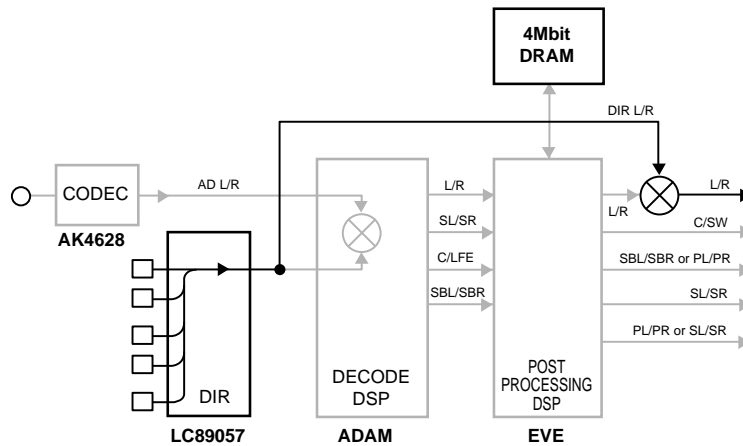 4Mbit
DRAM
DIR L/R
CODEC
AD L/R
L/R
L/R
L/R
AK4628
SL/SR
C/SW
C/LFE
SBL/SBR or PL/PR
SBL/SBR
SL/SR
PL/PR or SL/SR
DIR
DECODE
DSP
POST
PROCESSING
DSP
LC89057
ADAM
EVE